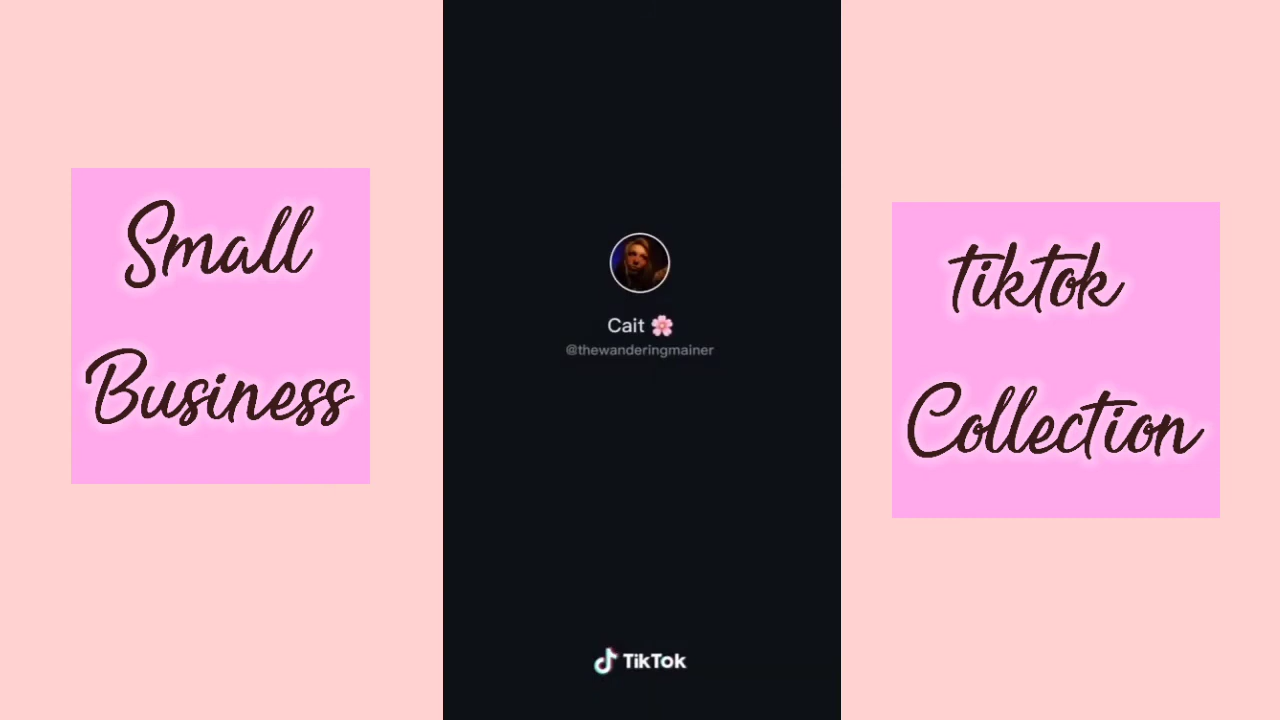 Small
Business
Cait 🌸
@thewanderingmainer
TikTok
tiktok
Collection